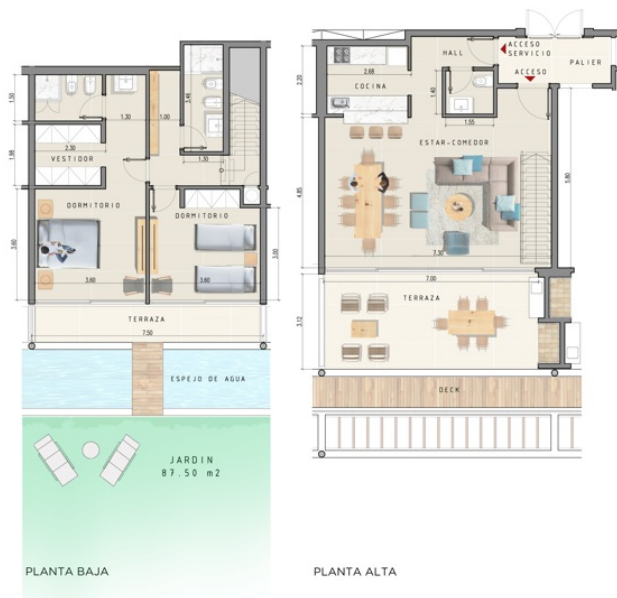 1.50
1.98
3.60
1.30
1.00
3.48
2.30
VESTIDOR
1.30
DORMITORIO
DORMITORIO
3.60
3.60
3.00
TERRAZA
7.50
ESPEJO DE AGUA
JARDIN
87.50 m2
PLANTA BAJA
HALL
ACCESO
SERVICIO
PALIER
ACCESO
2.20
2.68
COCINA
1.40
1.55
ESTAR-COMEDOR
4.85
5.80
7.30
7.00
TERRAZA
3.12
DECK
PLANTA ALTA